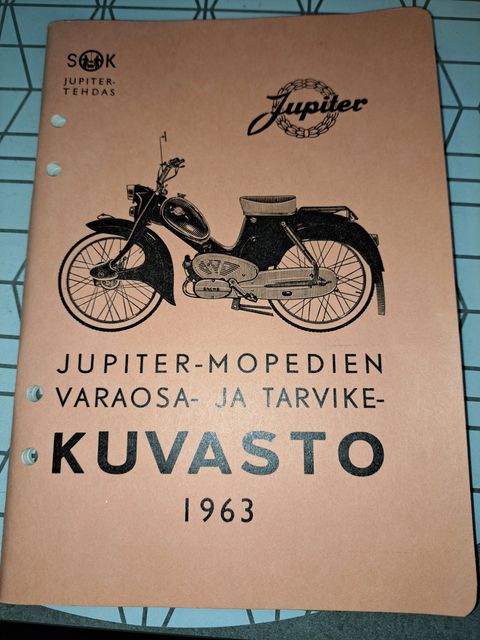 SOK
JUPITER-
TEHDAS
Jupiter
JUPITER-MOPEDIEN
VARAOSA- JA TARVIKE-
KUVASTO
1963